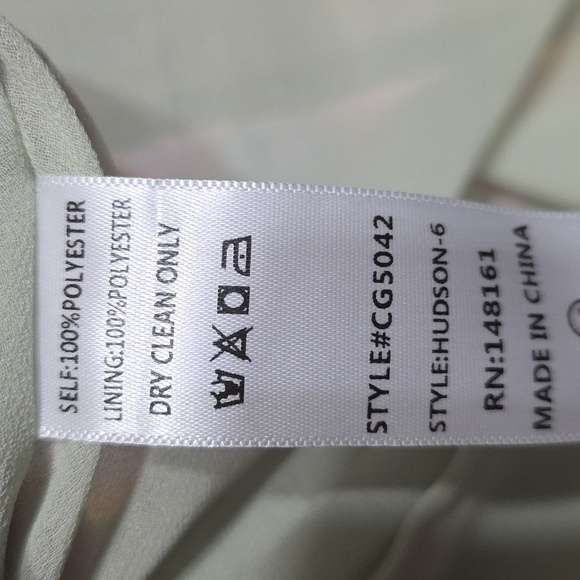 SELF:100%POLYESTER
LINING:100%POLYESTER
DRY CLEAN ONLY
STYLE#CG5042
STYLE:HUDSON-6
RN:148161
MADE IN CHINA